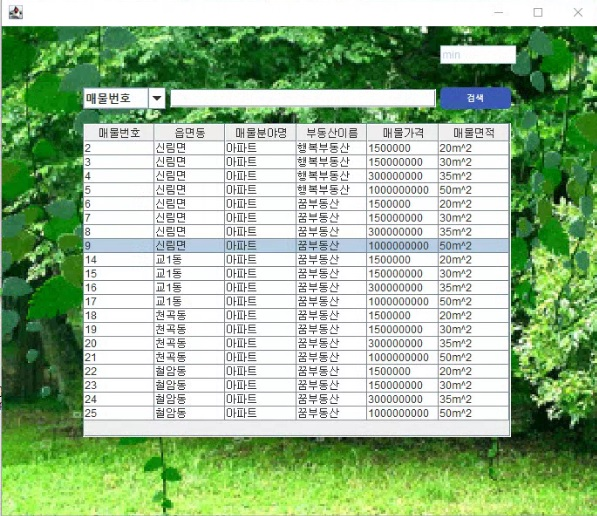 min
매물번호 검색
매물번호 읍면동 매물분야명 부동산이름 매물가격 매물면적
2 신림면 아파트 행복부동산 1500000 20m^2
3 신림면 아파트 행복부동산 150000000 30m^2
4 신림면 아파트 행복부동산 300000000 35m^2
5 신림면 아파트 행복부동산 1000000000 50m^2
6 신림면 아파트 꿈부동산 1500000 20m^2
7 신림면 아파트 꿈부동산 150000000 30m^2
8 신림면 아파트 꿈부동산 300000000 35m^2
9 신림면 아파트 꿈부동산 1000000000 50m^2
14 교1동 아파트 꿈부동산 1500000 20m^2
15 교1동 아파트 꿈부동산 150000000 30m^2
16 교1동 아파트 꿈부동산 300000000 35m^2
17 교1동 아파트 꿈부동산 1000000000 50m^2
18 천곡동 아파트 꿈부동산 1500000 20m^2
19 천곡동 아파트 꿈부동산 150000000 30m^2
20 천곡동 아파트 꿈부동산 300000000 35m^2
21 천곡동 아파트 꿈부동산 1000000000 50m^2
22 철암동 아파트 꿈부동산 1500000 20m^2
23 철암동 아파트 꿈부동산 150000000 30m^2
24 철암동 아파트 꿈부동산 300000000 35m^2
25 철암동 아파트 꿈부동산 1000000000 50m^2